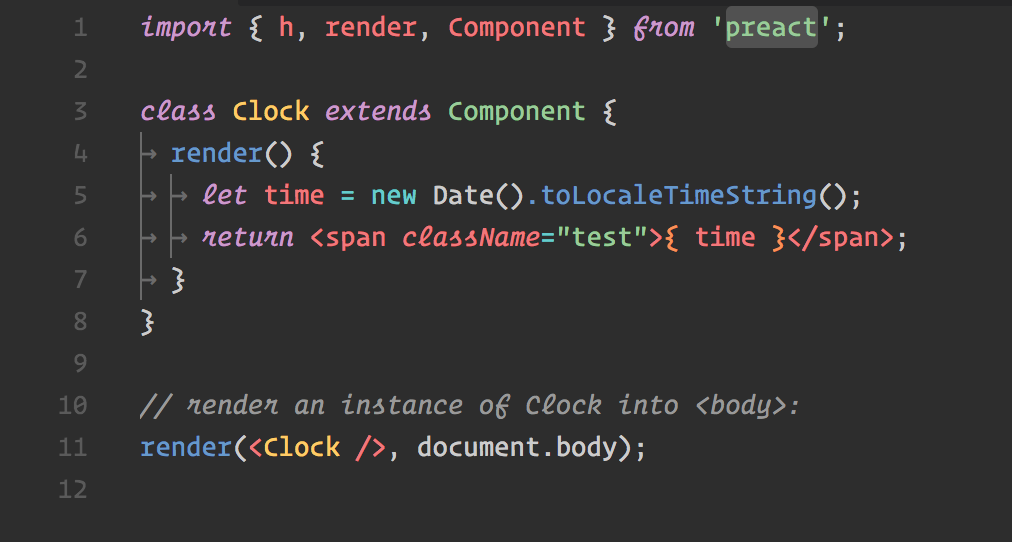 1 import { h, render, Component } from 'preact';
2
3 class Clock extends Component {
4 render() {
5 let time = new Date().toLocaleTimeString();
6 return <span className="test">{ time }</span>;
7 }
8 }
9
10 // render an instance of Clock into <body>:
11 render(<Clock />, document.body);
12